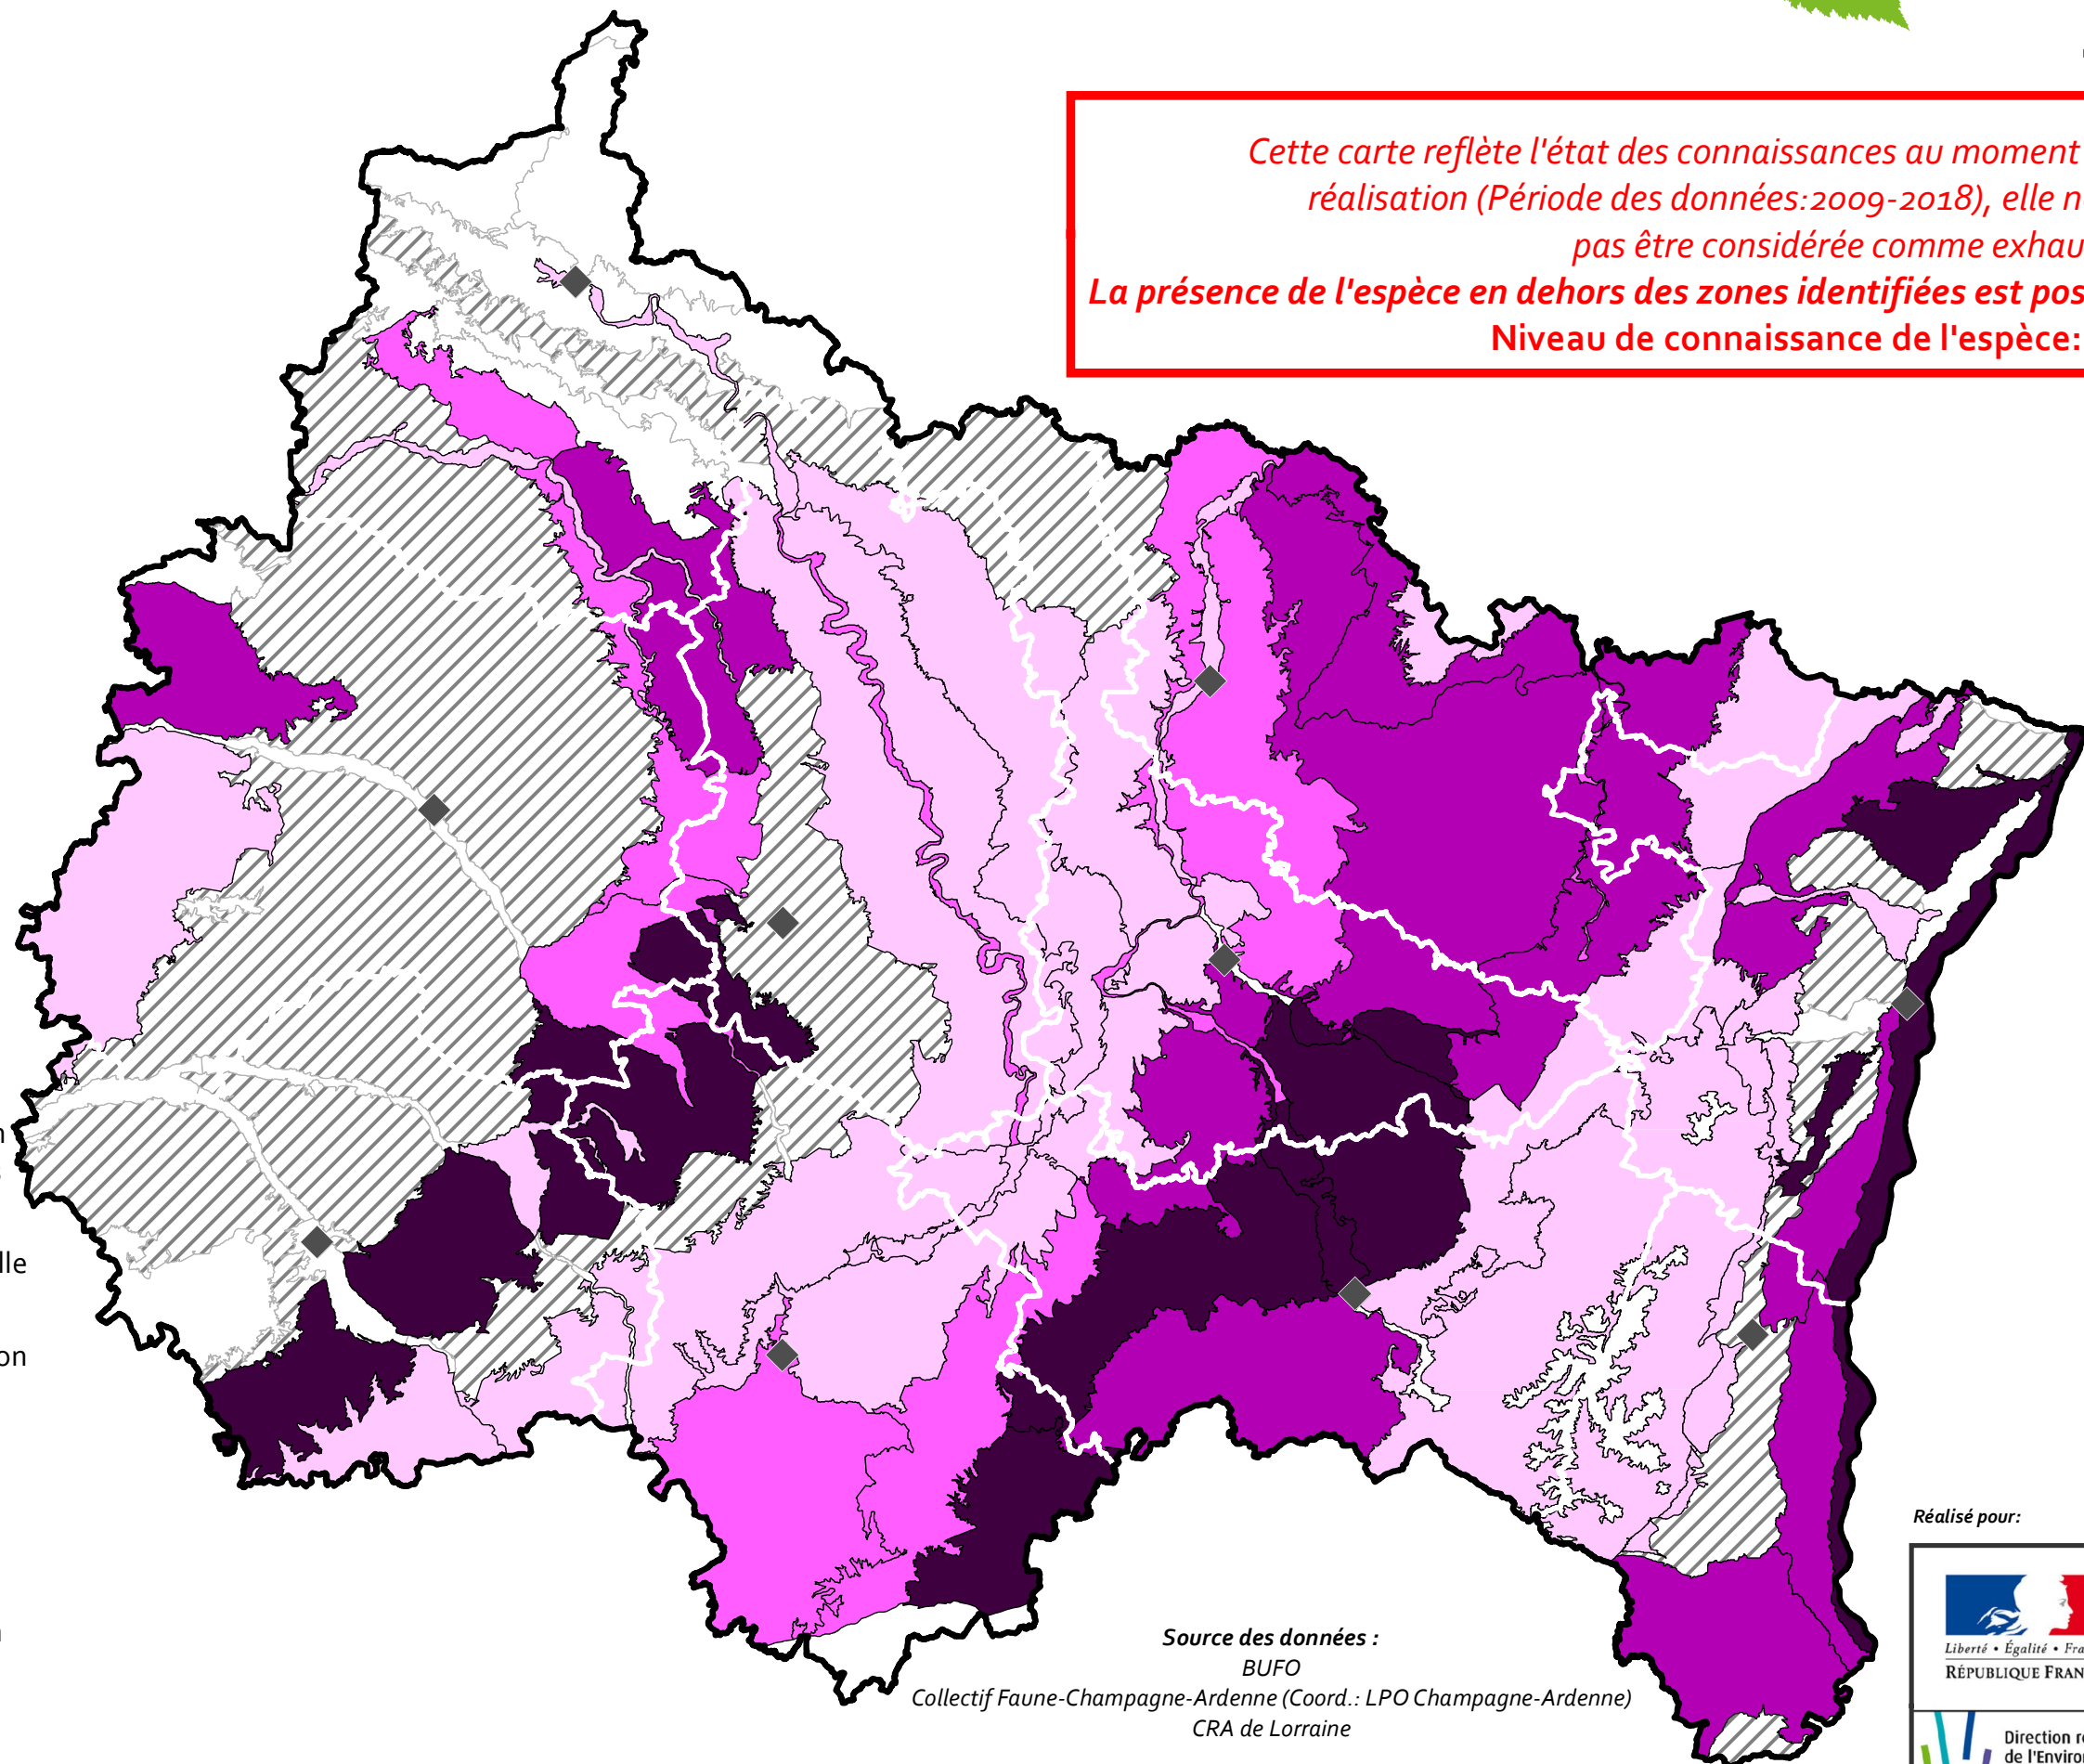 Cette carte reflète l'état des connaissances au moment
réalisation (Période des données:2009-2018), elle n
pas être considérée comme exhau
La présence de l'espèce en dehors des zones identifiées est pos
Niveau de connaissance de l'espèce:
n
lle
on
Réalisé pour:
Liberté • Égalité • Fra
RÉPUBLIQUE FRAN
Direction r
de l'Enviror
Source des données :
BUFO
Collectif Faune-Champagne-Ardenne (Coord.: LPO Champagne-Ardenne)
CRA de Lorraine